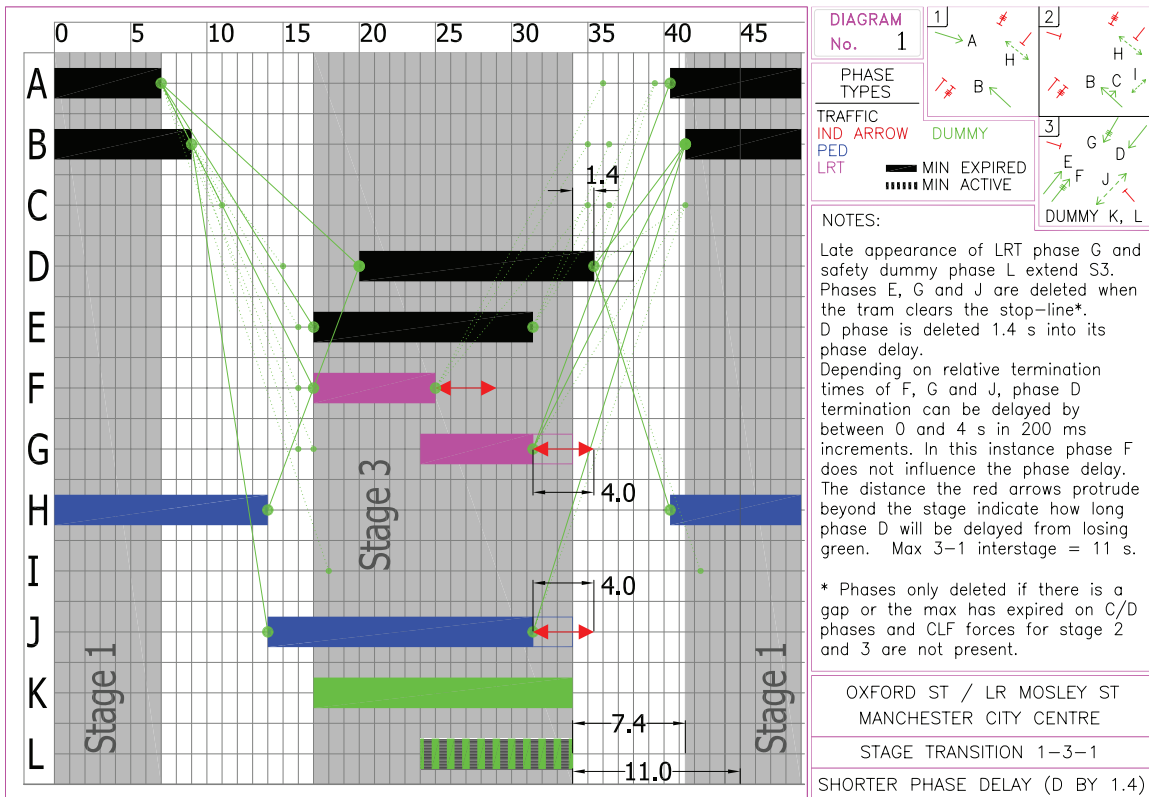 0 5 10 15 20 25 30 35 40 45
A
B
C
D
E
F
G
H
I
J
K
L
Stage 1
Stage 3
Stage 1
1.4
4.0
4.0
7.4
11.0
DIAGRAM
No. 1
PHASE
TYPES
TRAFFIC
IND ARROW DUMMY
PED
LRT
MIN EXPIRED
MIN ACTIVE
1
A
H
B
2
H
I
B C
3
G
D
E
F
J
DUMMY K, L
NOTES:
Late appearance of LRT phase G and
safety dummy phase L extend S3.
Phases E, G and J are deleted when
the tram clears the stop-line*.
D phase is deleted 1.4 s into its
phase delay.
Depending on relative termination
times of F, G and J, phase D
termination can be delayed by
between 0 and 4 s in 200 ms
increments. In this instance phase F
does not influence the phase delay.
The distance the red arrows protrude
beyond the stage indicate how long
phase D will be delayed from losing
green. Max 3-1 interstage = 11 s.
* Phases only deleted if there is a
gap or the max has expired on C/D
phases and CLF forces for stage 2
and 3 are not present.
OXFORD ST / LR MOSLEY ST
MANCHESTER CITY CENTRE
STAGE TRANSITION 1-3-1
SHORTER PHASE DELAY (D BY 1.4)